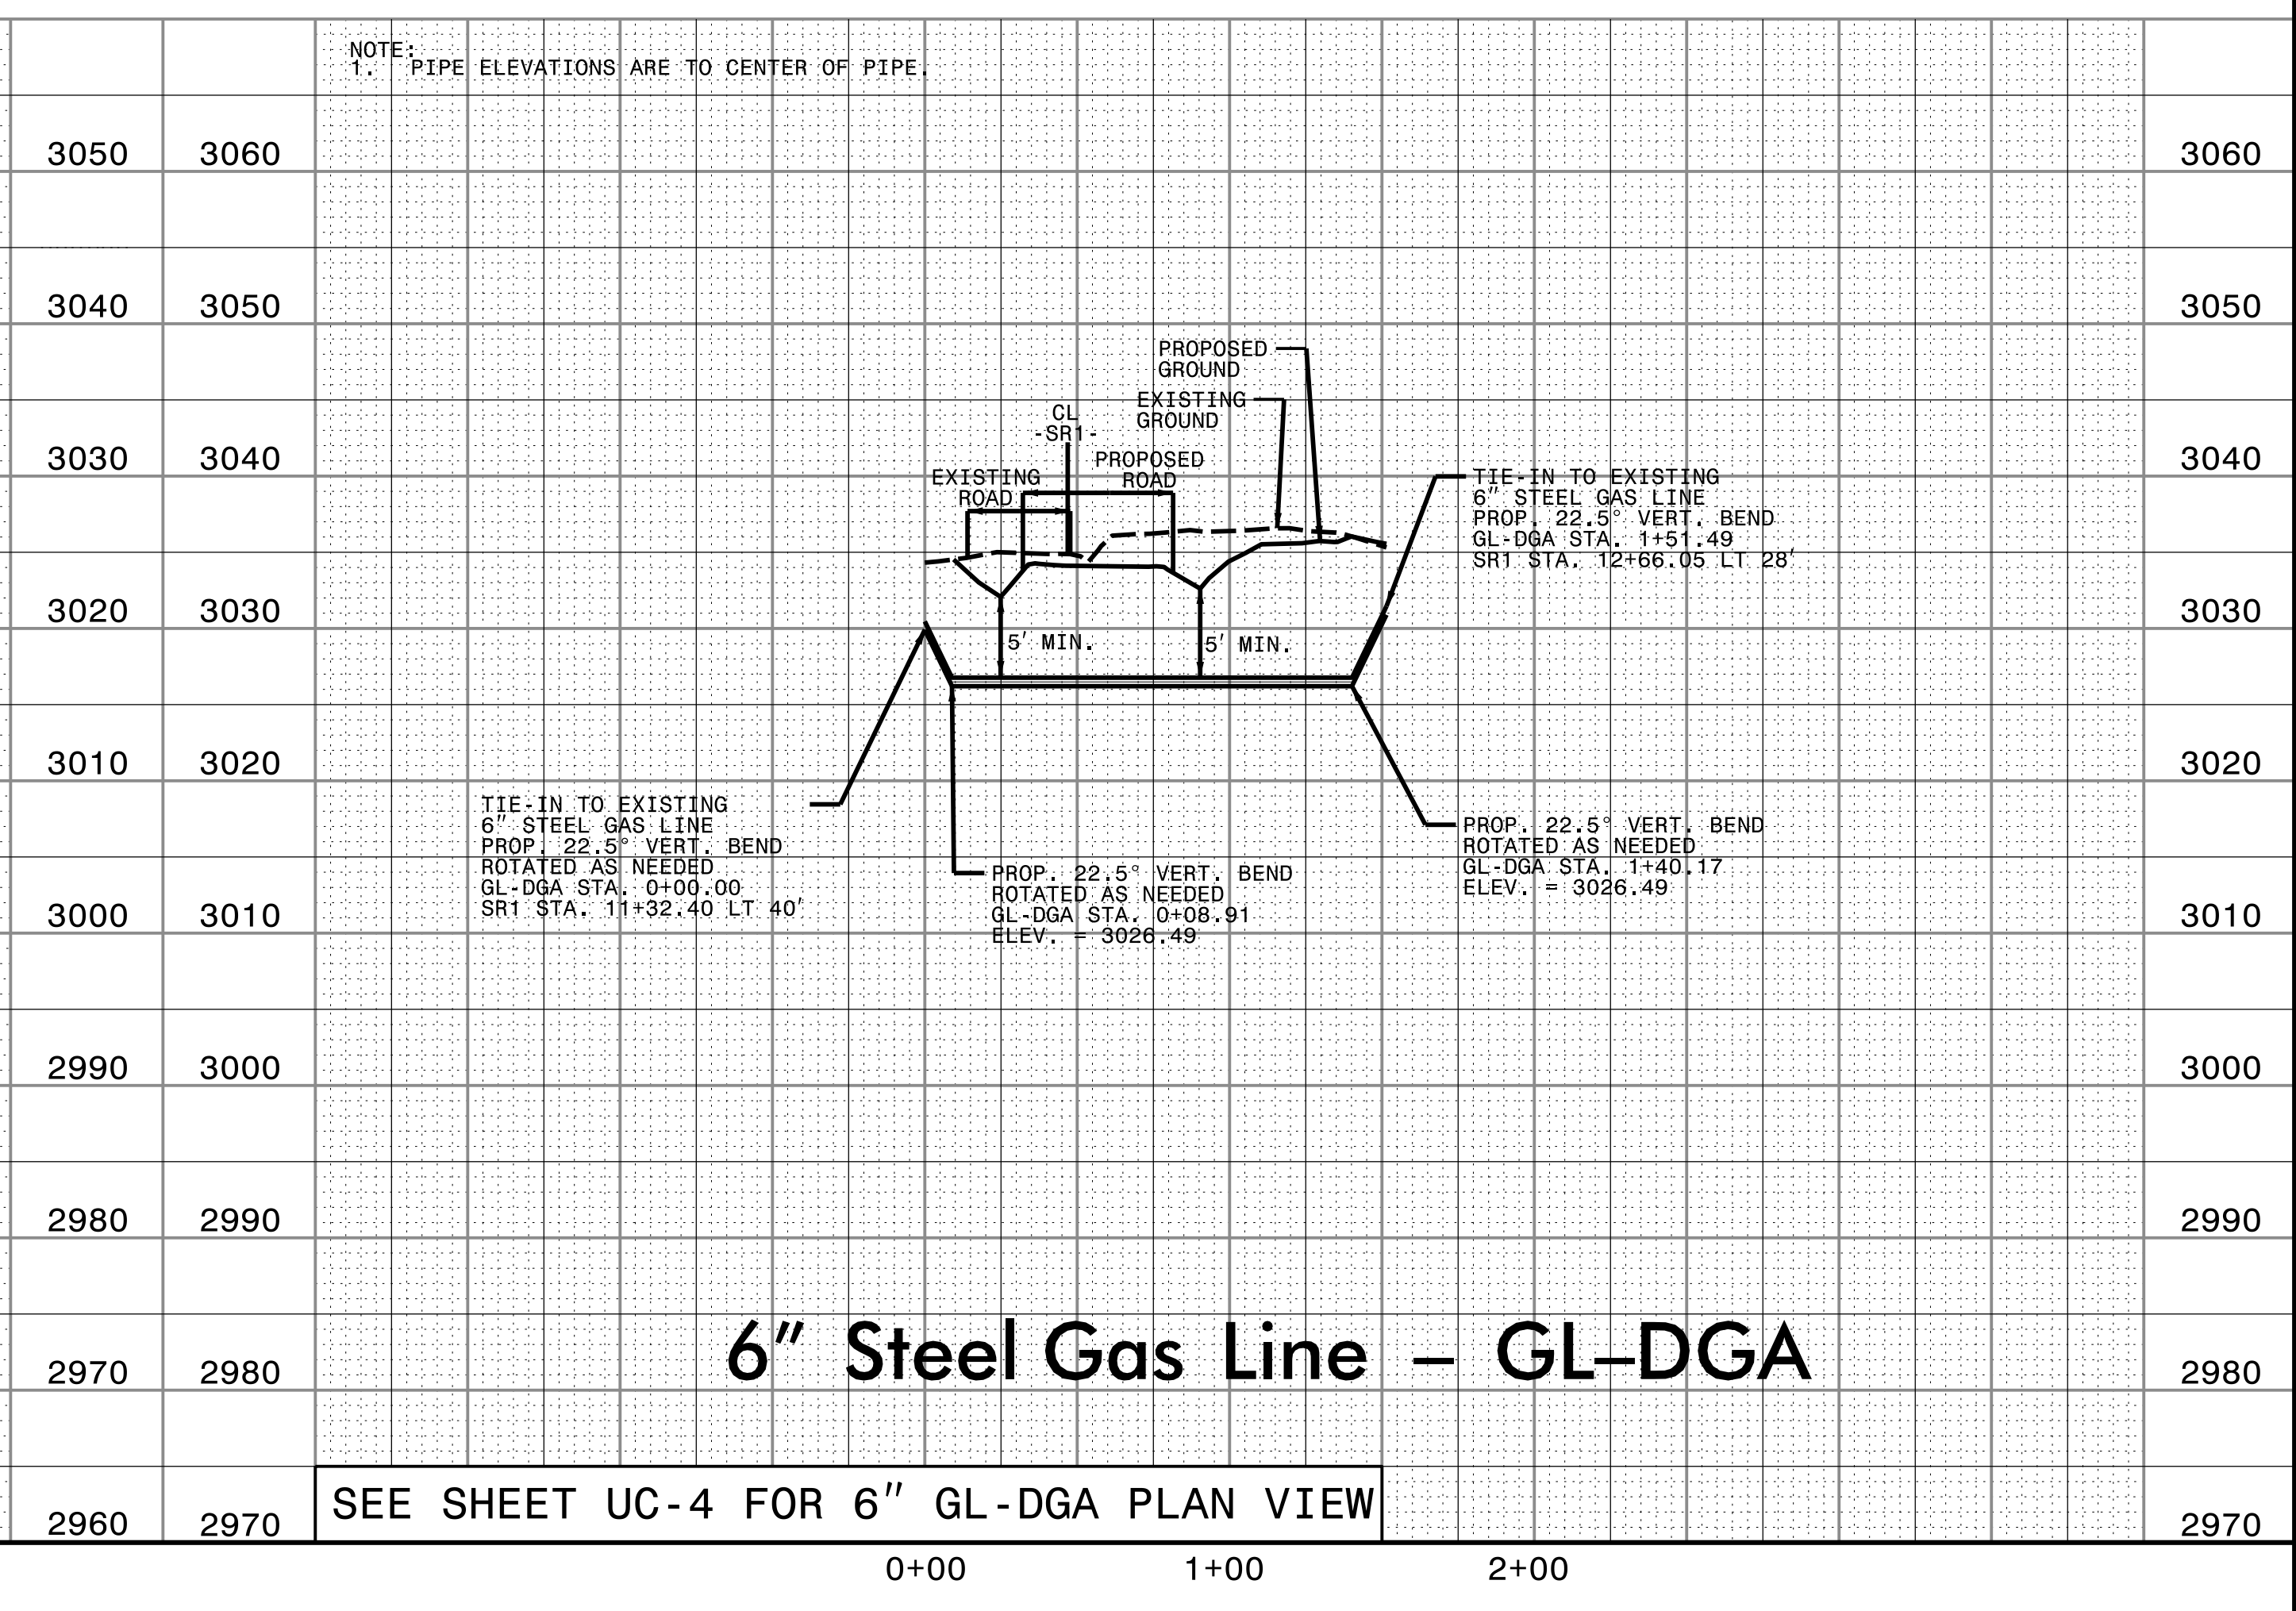 NOTE:
1. PIPE ELEVATIONS ARE TO CENTER OF PIPE.
3050 3060 3060
3040 3050 3050
PROPOSED
GROUND
EXISTING
GROUND
CL
-SR1-
3030 3040 3040
PROPOSED
ROAD
EXISTING
ROAD
TIE-IN TO EXISTING
6" STEEL GAS LINE
PROP. 22.5° VERT. BEND
GL-DGA STA. 1+51.49
SR1 STA. 12+66.05 LT 28'
3020 3030 3030
5' MIN.
5' MIN.
3010 3020 3020
TIE-IN TO EXISTING
6" STEEL GAS LINE
PROP. 22.5° VERT. BEND
ROTATED AS NEEDED
GL-DGA STA. 0+00.00
SR1 STA. 11+32.40 LT 40'
PROP. 22.5° VERT. BEND
ROTATED AS NEEDED
GL-DGA STA. 0+08.91
ELEV. = 3026.49
PROP. 22.5° VERT. BEND
ROTATED AS NEEDED
GL-DGA STA. 1+40.17
ELEV. = 3026.49
3000 3010 3010
2990 3000 3000
2980 2990 2990
6" Steel Gas Line – GL–DGA
2970 2980 2980
SEE SHEET UC-4 FOR 6" GL-DGA PLAN VIEW
2960 2970 2970
0+00 1+00 2+00